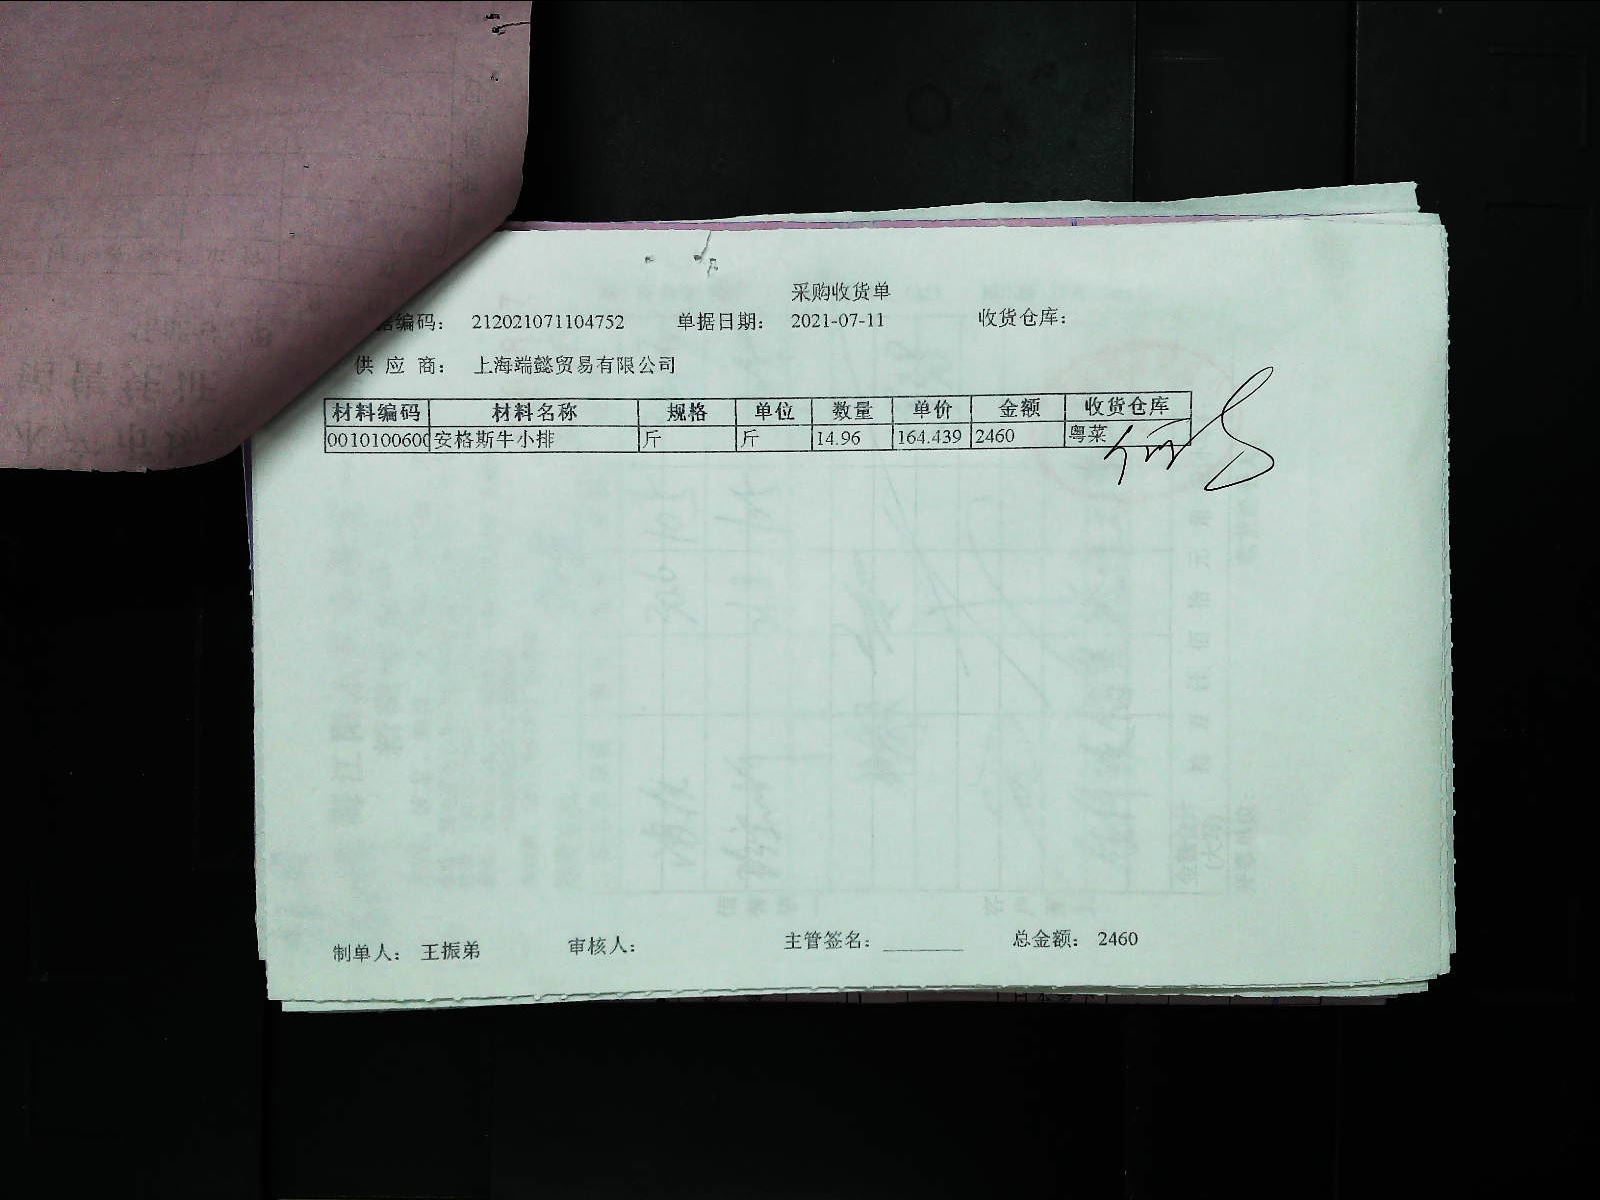 采购收货单
编码： 212021071104752 单据日期： 2021-07-11 收货仓库：
供 应 商： 上海端懿贸易有限公司
材料编码 材料名称 规格 单位 数量 单价 金额 收货仓库
0010100600 安格斯牛小排 斤 斤 14.96 164.439 2460 粤菜
制单人： 王振弟 审核人： 主管签名： 总金额： 2460